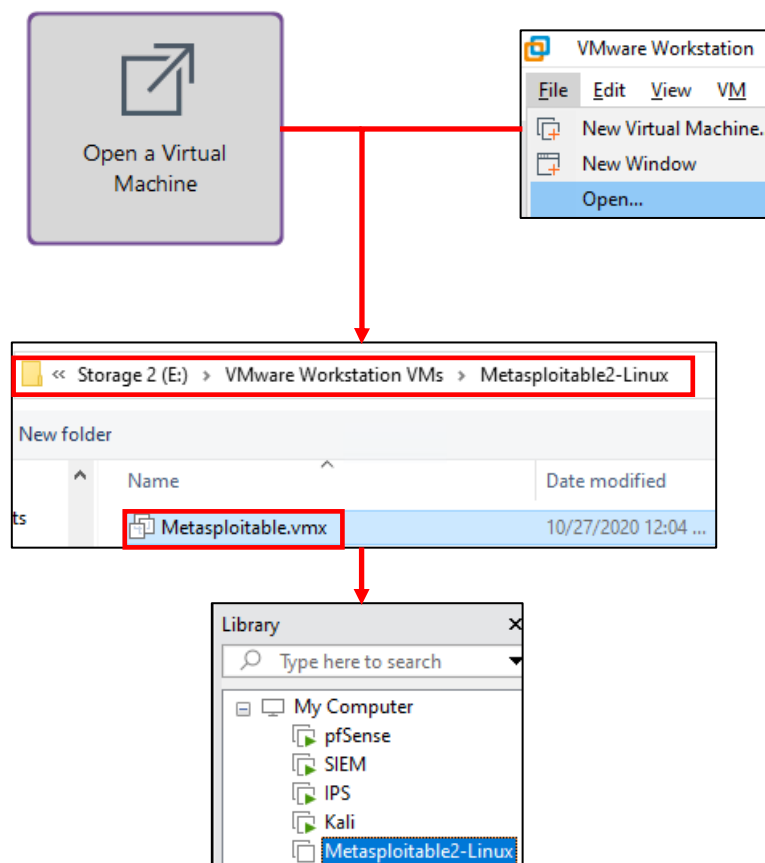 Open a Virtual
Machine
VMware Workstation
File Edit View VM
New Virtual Machine..
New Window
Open...
« Storage 2 (E:) > VMware Workstation VMs > Metasploitable2-Linux
New folder
Name Date modified
ts
Metasploitable.vmx 10/27/2020 12:04 ...
Library
Type here to search
My Computer
pfSense
SIEM
IPS
Kali
Metasploitable2-Linux